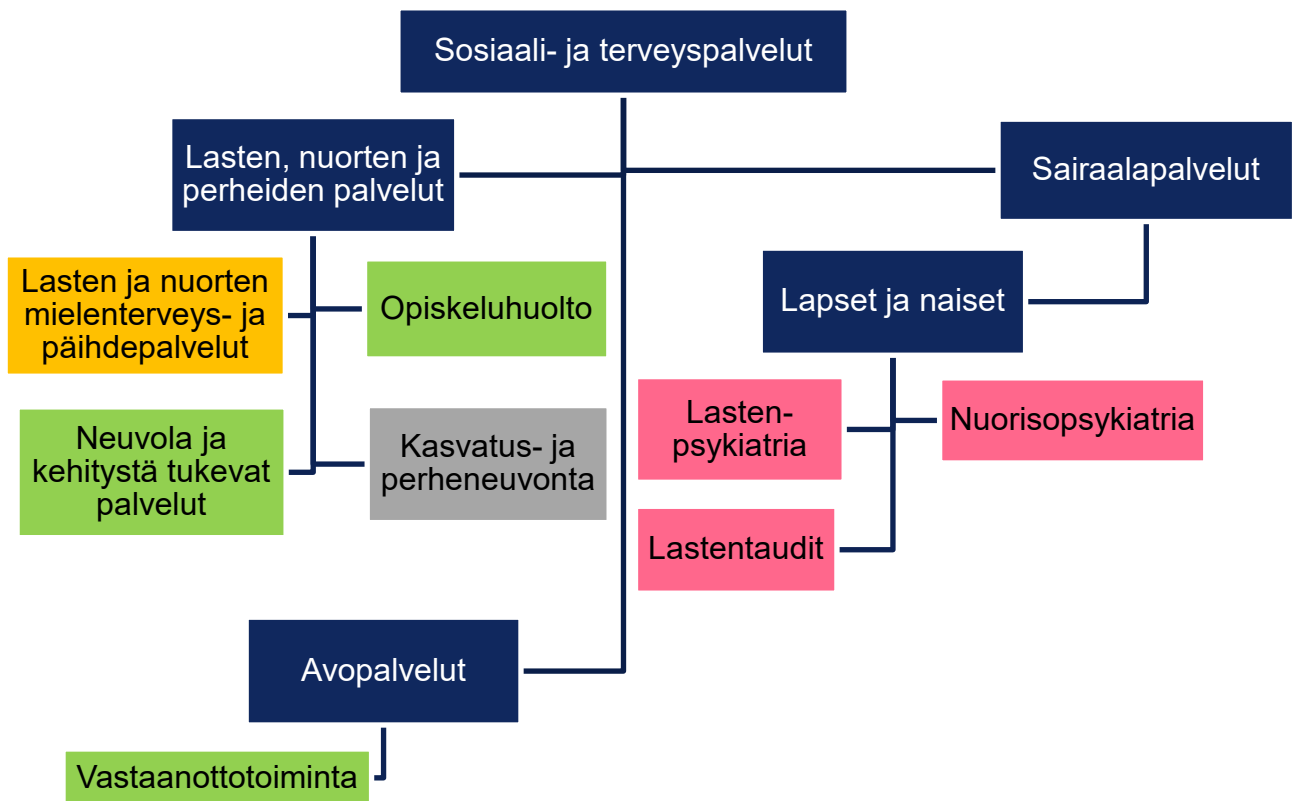 Sosiaali- ja terveyspalvelut
Lasten, nuorten ja
perheiden palvelut
Sairaalapalvelut
Lasten ja nuorten
mielenterveys- ja
päihdepalvelut
Opiskeluhuolto
Lapset ja naiset
Neuvola ja
kehitystä tukevat
palvelut
Kasvatus- ja
perheneuvonta
Lasten-
psykiatria
Nuorisopsykiatria
Lastentaudit
Avopalvelut
Vastaanottotoiminta